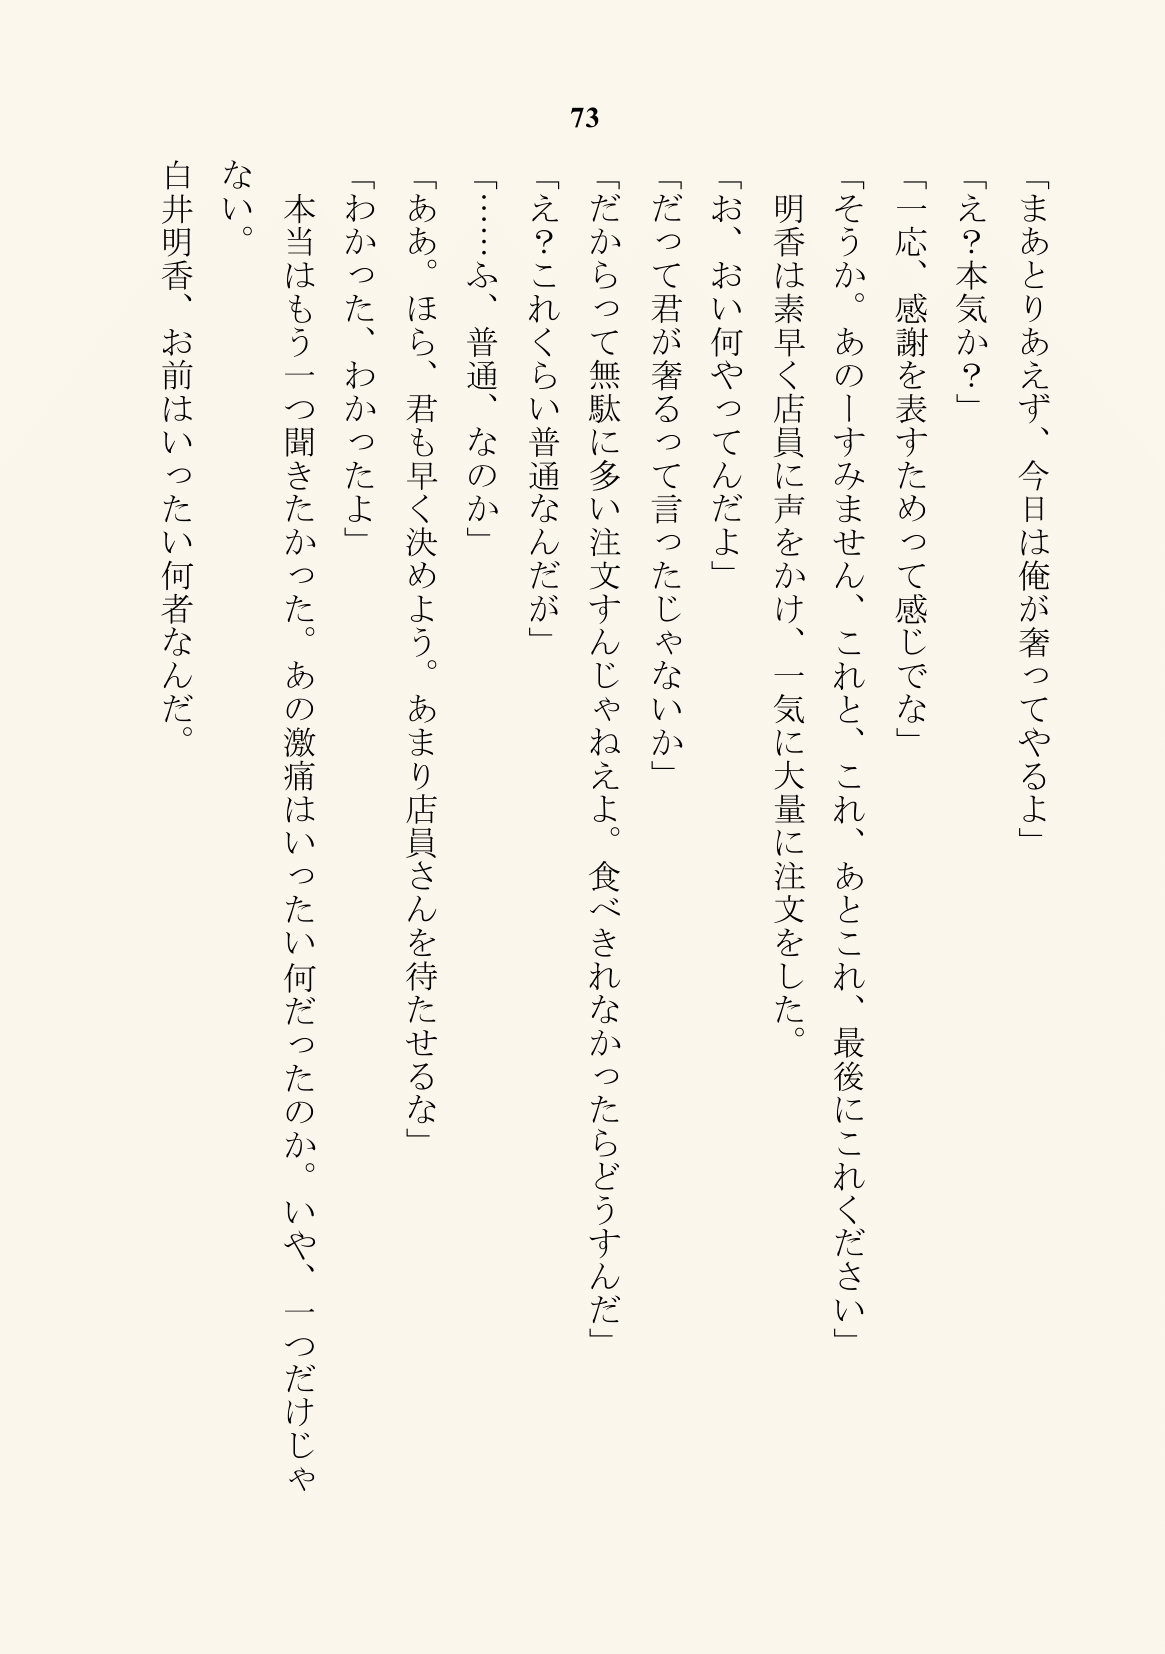 73
「まあとりあえず、今日は俺が奢ってやるよ」
「え？本気か？」
「一応、感謝を表すためって感じでな」
「そうか。あのーすみません、これと、これ、あとこれ、最後にこれください」
　明香は素早く店員に声をかけ、一気に大量に注文をした。
「お、おい何やってんだよ」
「だって君が奢るって言ったじゃないか」
「だからって無駄に多い注文すんじゃねえよ。食べきれなかったらどうすんだ」
「え？これくらい普通なんだが」
「……ふ、普通、なのか」
「ああ。ほら、君も早く決めよう。あまり店員さんを待たせるな」
「わかった、わかったよ」
　本当はもう一つ聞きたかった。あの激痛はいったい何だったのか。いや、一つだけじゃ
ない。
白井明香、お前はいったい何者なんだ。